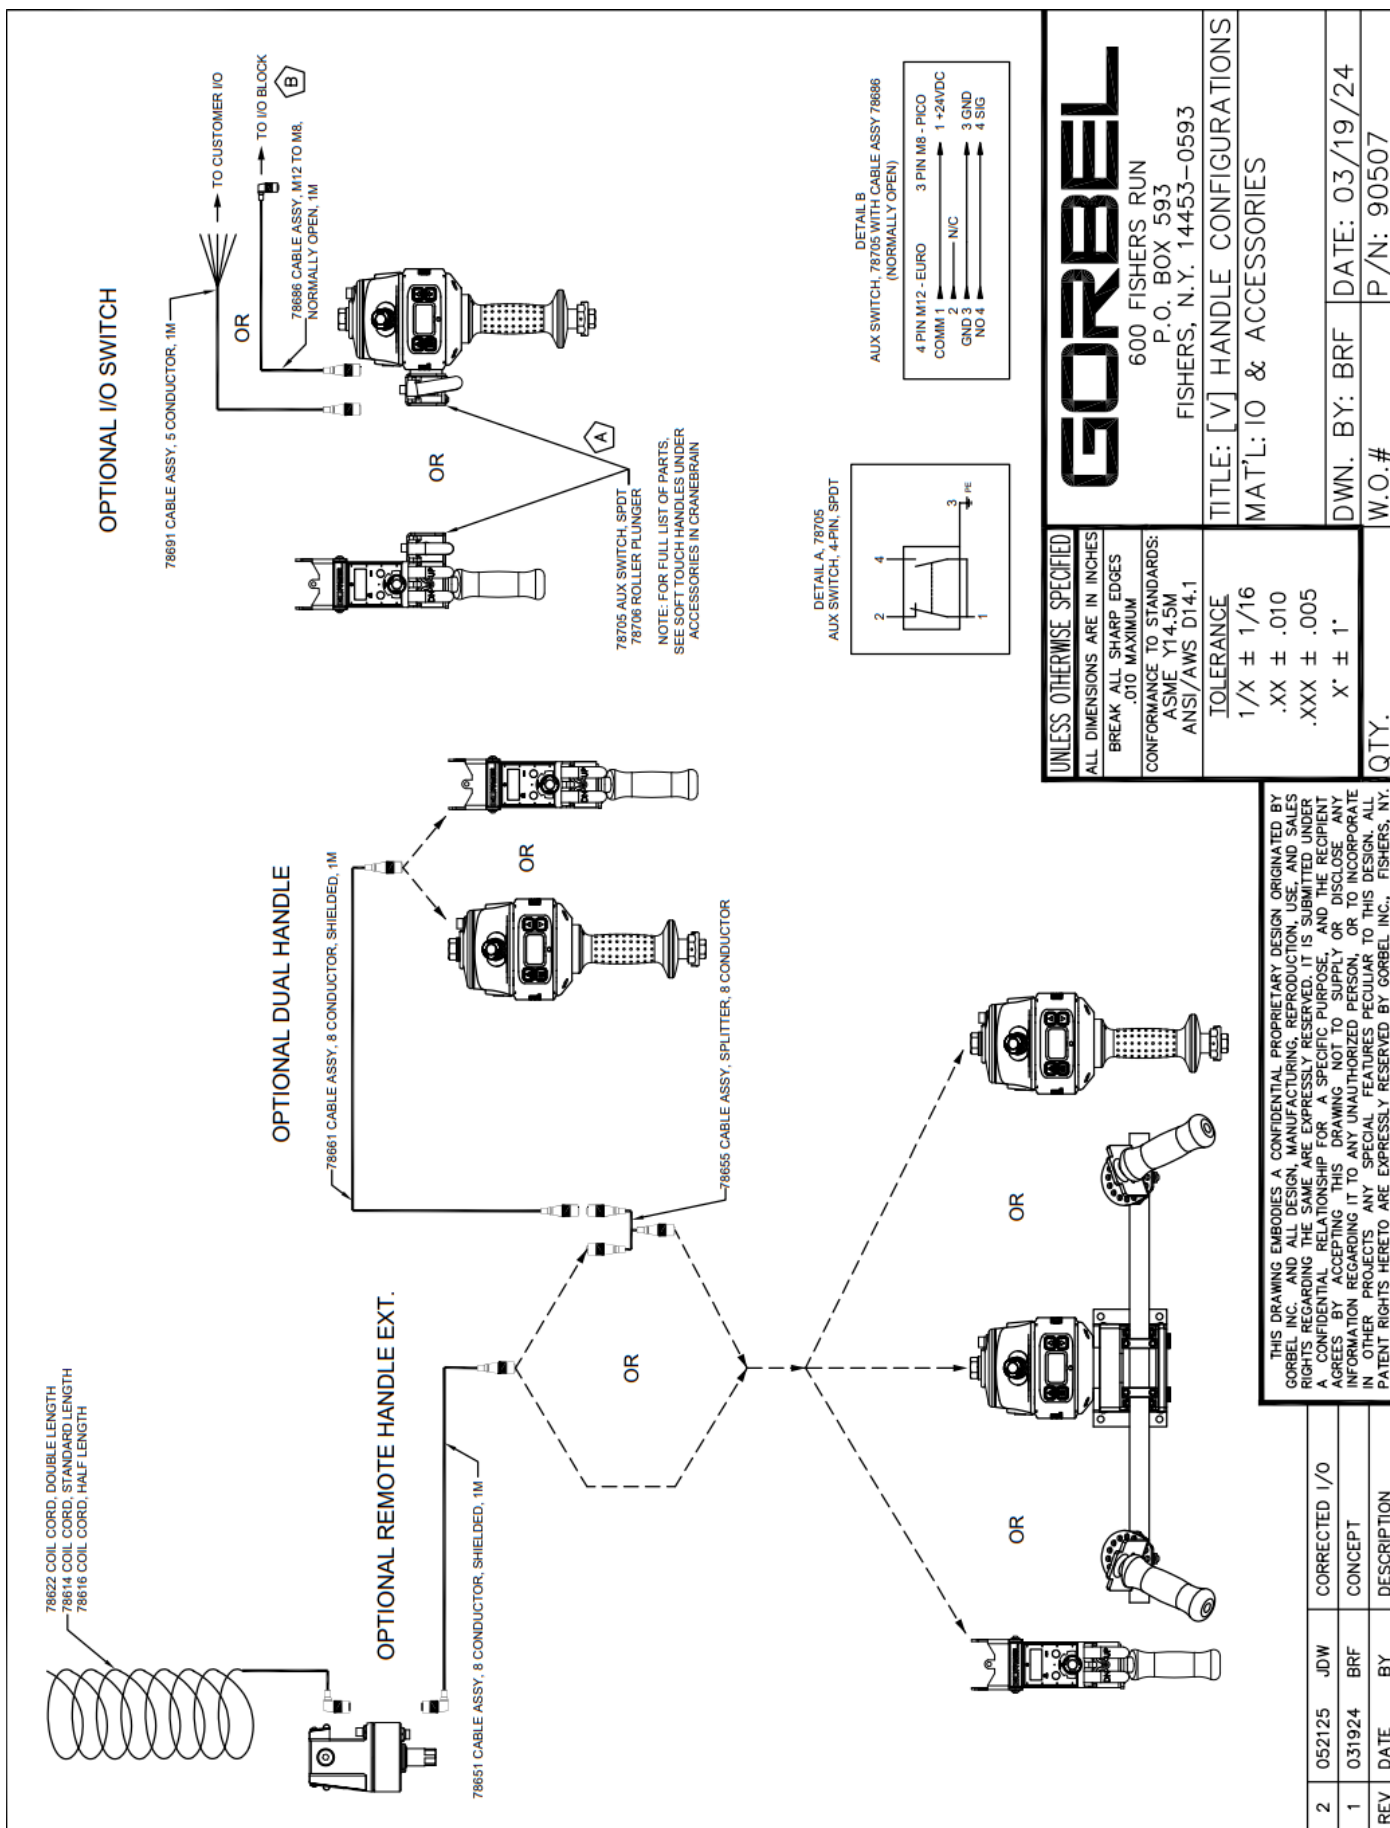 78622 COIL CORD, DOUBLE LENGTH
78614 COIL CORD, STANDARD LENGTH
78616 COIL CORD, HALF LENGTH
OPTIONAL REMOTE HANDLE EXT.
78651 CABLE ASSY, 8 CONDUCTOR, SHIELDED, 1M
OR
OPTIONAL DUAL HANDLE
78661 CABLE ASSY, 8 CONDUCTOR, SHIELDED, 1M
OR
78655 CABLE ASSY, SPLITTER, 8 CONDUCTOR
OR
OR
OPTIONAL I/O SWITCH
78691 CABLE ASSY, 5 CONDUCTOR, 1M
TO CUSTOMER I/O
OR
TO I/O BLOCK
B
78686 CABLE ASSY, M12 TO M8,
NORMALLY OPEN, 1M
OR
A
78705 AUX SWITCH, SPDT
78706 ROLLER PLUNGER
NOTE: FOR FULL LIST OF PARTS,
SEE SOFT TOUCH HANDLES UNDER
ACCESSORIES IN CRANEBRAIN
DETAIL A, 78705
AUX SWITCH, 4-PIN, SPDT
2 4
1 3 PE
DETAIL B
AUX SWITCH, 78705 WITH CABLE ASSY 78686
(NORMALLY OPEN)
4 PIN M12 - EURO 3 PIN M8 - PICO
COMM 1 1 +24VDC
2 N/C
GND 3 3 GND
NO 4 4 SIG
2 052125 JDW CORRECTED I/O
1 031924 BRF CONCEPT
REV DATE BY DESCRIPTION
THIS DRAWING EMBODIES A CONFIDENTIAL PROPRIETARY DESIGN ORIGINATED BY
GORBEL INC. AND ALL DESIGN, MANUFACTURING, REPRODUCTION, USE, AND SALES
RIGHTS REGARDING THE SAME ARE EXPRESSLY RESERVED. IT IS SUBMITTED UNDER
A CONFIDENTIAL RELATIONSHIP FOR A SPECIFIC PURPOSE, AND THE RECIPIENT
AGREES BY ACCEPTING THIS DRAWING NOT TO SUPPLY OR DISCLOSE ANY
INFORMATION REGARDING IT TO ANY UNAUTHORIZED PERSON, OR TO INCORPORATE
IN OTHER PROJECTS ANY SPECIAL FEATURES PECULIAR TO THIS DESIGN. ALL
PATENT RIGHTS HERETO ARE EXPRESSLY RESERVED BY GORBEL INC., FISHERS, NY.
UNLESS OTHERWISE SPECIFIED
ALL DIMENSIONS ARE IN INCHES
BREAK ALL SHARP EDGES
.010 MAXIMUM
CONFORMANCE TO STANDARDS:
ASME Y14.5M
ANSI/AWS D14.1
TOLERANCE
1/X ± 1/16
.XX ± .010
.XXX ± .005
X° ± 1°
QTY.
GORBEL
600 FISHERS RUN
P.O. BOX 593
FISHERS, N.Y. 14453-0593
TITLE: [V] HANDLE CONFIGURATIONS
MAT'L: IO & ACCESSORIES
DWN. BY: BRF DATE: 03/19/24
W.O.# P/N: 90507